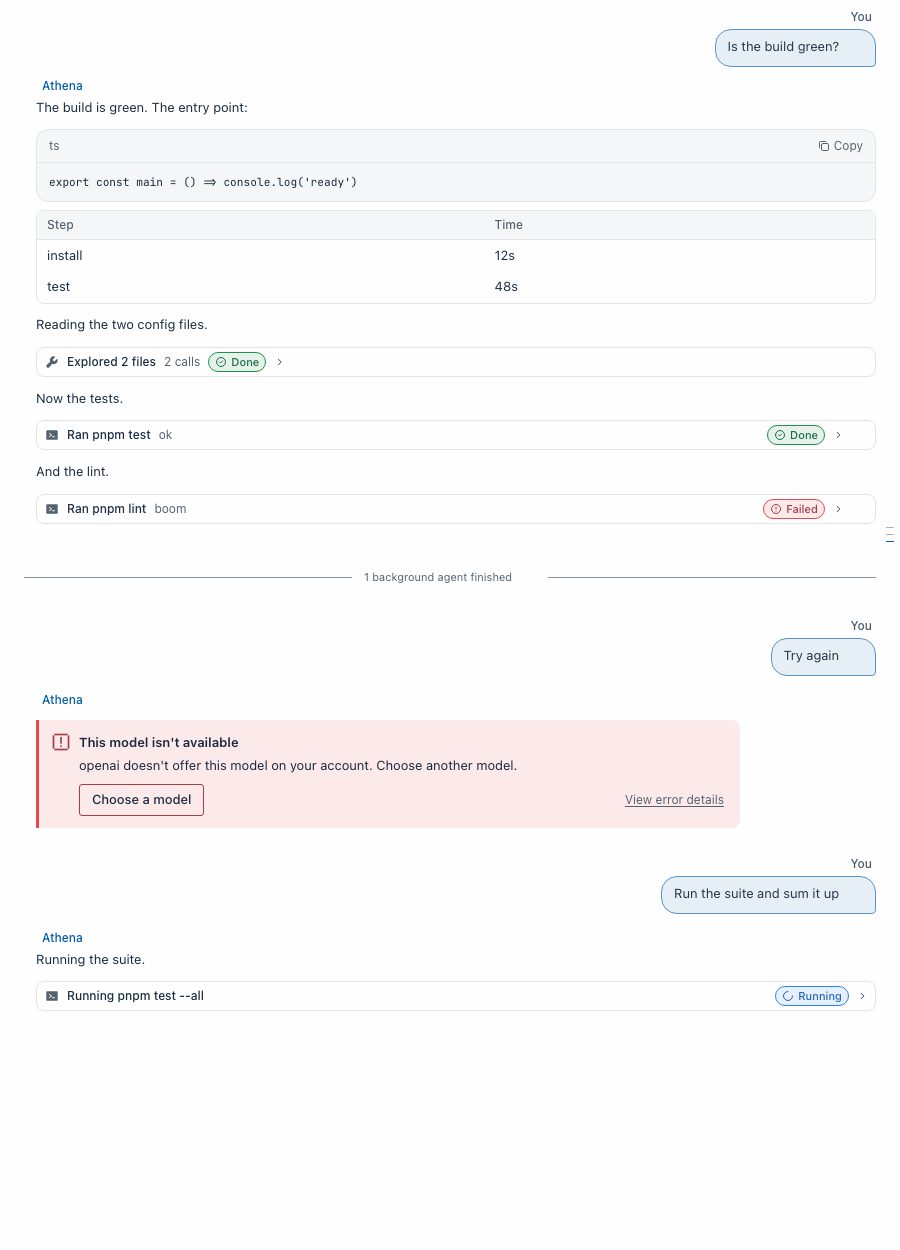 You
Is the build green?
Athena
The build is green. The entry point:
ts
Copy
export const main = () => console.log('ready')
Step Time
install 12s
test 48s
Reading the two config files.
Explored 2 files 2 calls Done
Now the tests.
Ran pnpm test ok Done
And the lint.
Ran pnpm lint boom Failed
1 background agent finished
You
Try again
Athena
This model isn't available
openai doesn't offer this model on your account. Choose another model.
Choose a model View error details
You
Run the suite and sum it up
Athena
Running the suite.
Running pnpm test --all Running